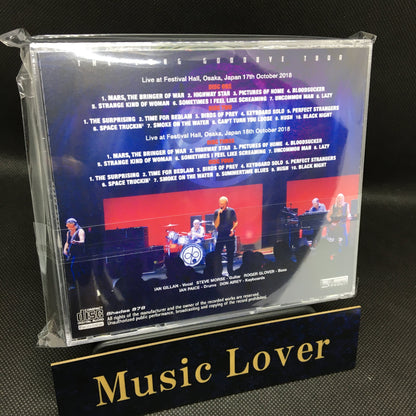 THE LONG GOODBYE TOUR
Live at Festival Hall, Osaka, Japan 17th October 2018
DISC ONE
1. MARS, THE BRINGER OF WAR 2. HIGHWAY STAR 3. PICTURES OF HOME 4. BLOODSUCKER
5. STRANGE KIND OF WOMAN 6. SOMETIMES I FEEL LIKE SCREAMING 7. UNCOMMON MAN 8. LAZY
DISC TWO
1. THE SURPRISING 2. TIME FOR BEDLAM 3. BIRDS OF PREY 4. KEYBOARD SOLO 5. PERFECT STRANGERS
6. SPACE TRUCKIN' 7. SMOKE ON THE WATER 8. CAN'T TURN YOU LOOSE 9. HUSH 10. BLACK NIGHT
Live at Festival Hall, Osaka, Japan 18th October 2018
1. MARS, THE BRINGER OF WAR 2. HIGHWAY STAR 3. PICTURES OF HOME 4. BLOODSUCKER
5. STRANGE KIND OF WOMAN 6. SOMETIMES I FEEL LIKE SCREAMING 7. UNCOMMON MAN 8. LAZY
1. THE SURPRISING 2. TIME FOR BEDLAM 3. BIRDS OF PREY 4. KEYBOARD SOLO 5. PERFECT STRANGERS
6. SPACE TRUCKIN' 7. SMOKE ON THE WATER 8. SUMMERTIME BLUES 9. HUSH 10. BLACK NIGHT
IAN GILLAN - Vocal STEVE MORSE - Guitar ROGER GLOVER - Bass
IAN PAICE - Drums DON AIREY - Keyboards
disc
Shades 978
All rights of the manufacturer and the owner of the recorded works are reserved.
Unauthorized public performance, broadcasting and copying of the record prohibited.
Music Lover